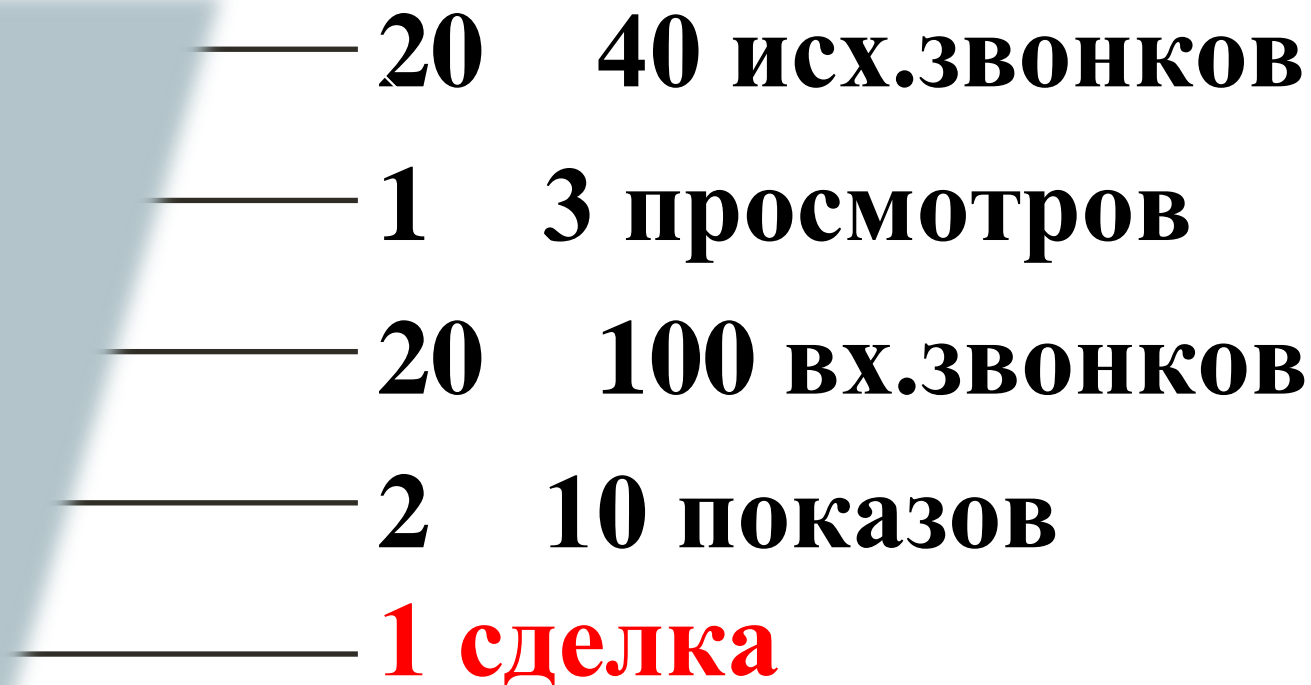 20 40 исх.звонков
1 3 просмотров
20 100 вх.звонков
2 10 показов
1 сделка